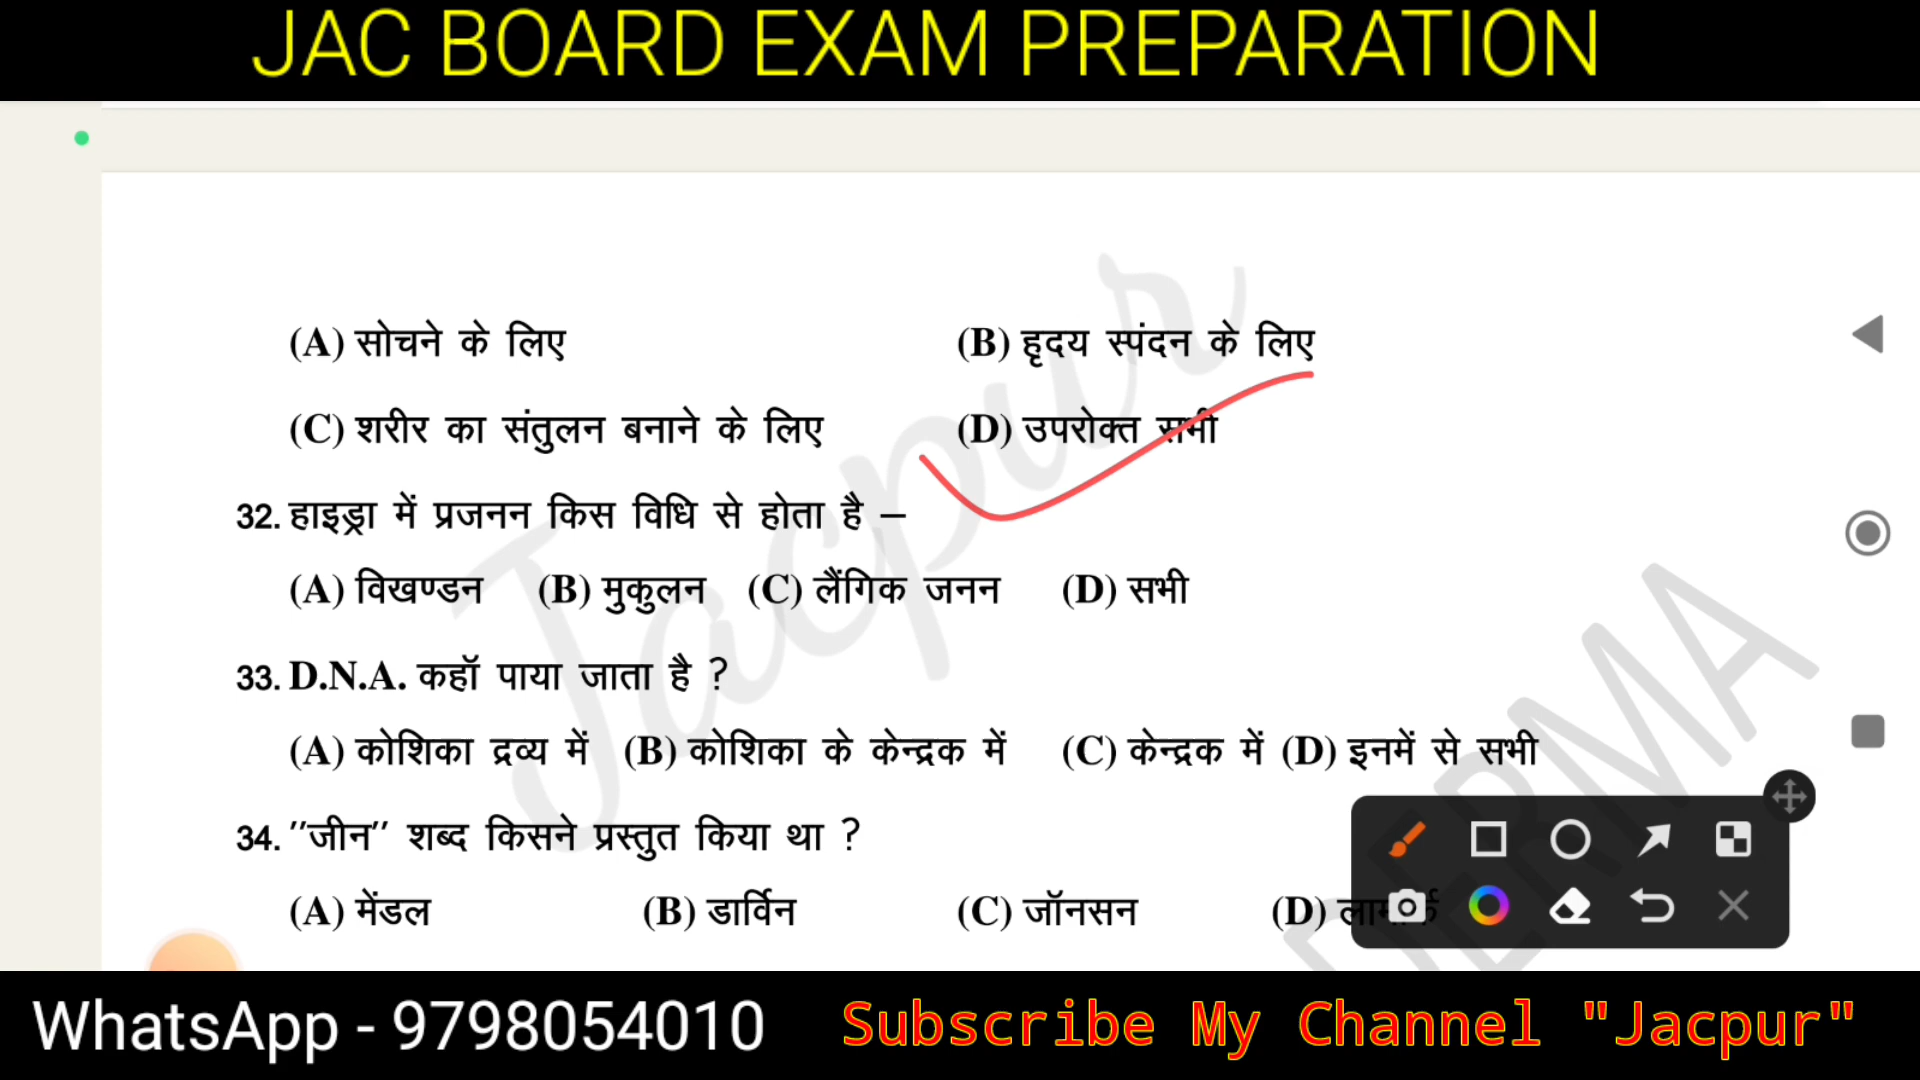 JAC BOARD EXAM PREPARATION
(A) सोचने के लिए (B) हृदय स्पंदन के लिए
(C) शरीर का संतुलन बनाने के लिए (D) उपरोक्त सभी
32. हाइड्रा में प्रजनन किस विधि से होता है –
(A) विखण्डन (B) मुकुलन (C) लैंगिक जनन (D) सभी
33. D.N.A. कहॉ पाया जाता है ?
(A) कोशिका द्रव्य में (B) कोशिका के केन्द्रक में (C) केन्द्रक में (D) इनमें से सभी
34. ’’जीन’’ शब्द किसने प्रस्तुत किया था ?
(A) मेंडल (B) डार्विन (C) जॉनसन (D)
Jacpur
WhatsApp - 9798054010 Subscribe My Channel "Jacpur"